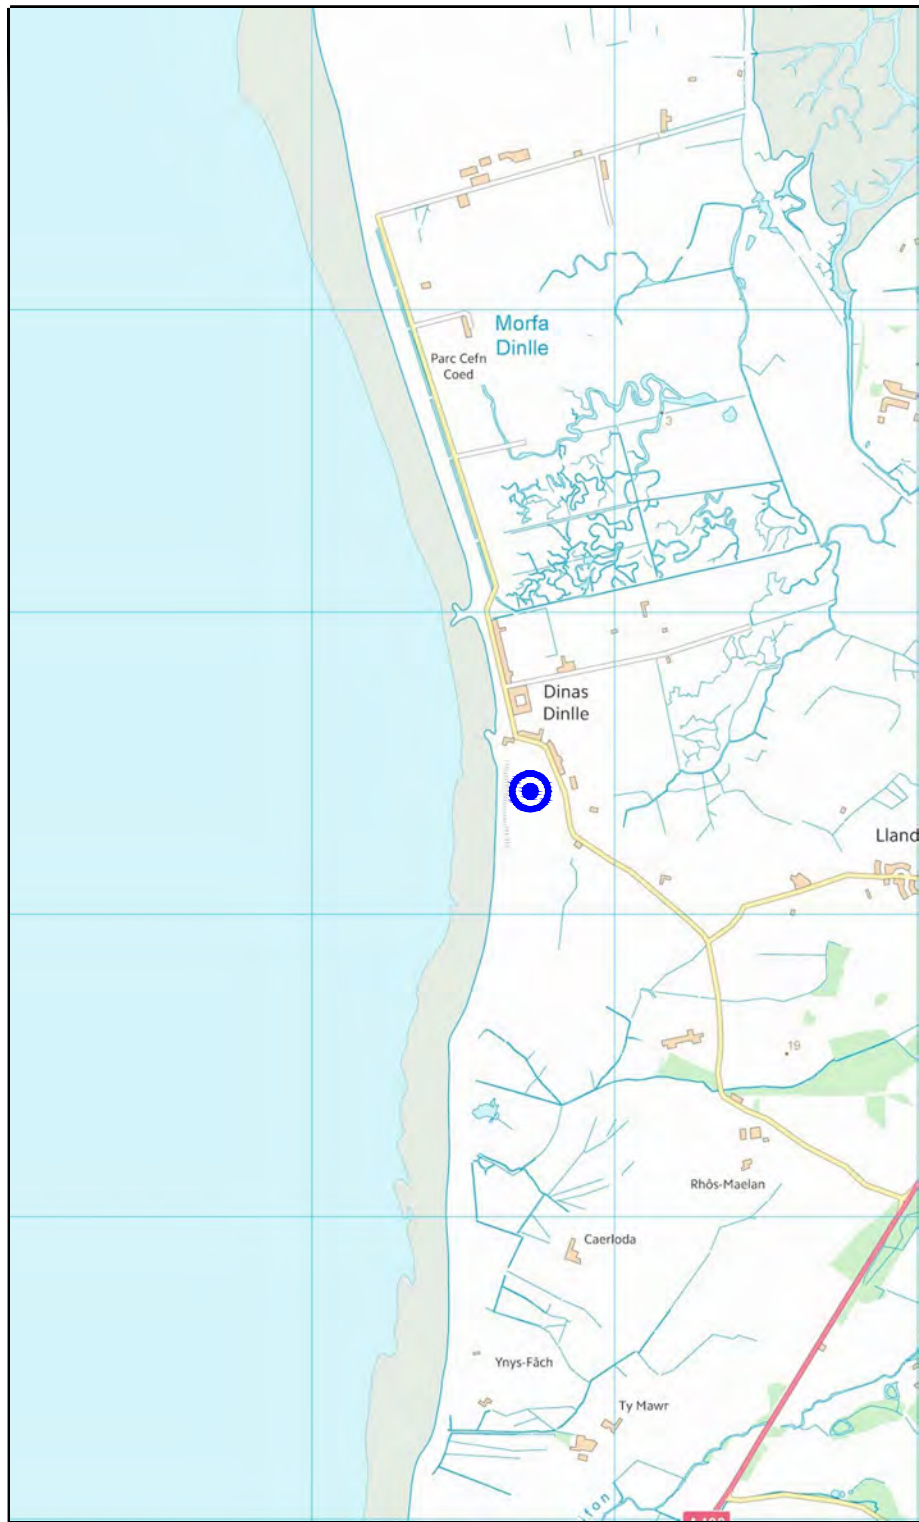 Morfa
Dinlle
Parc Cefn
Coed
3
Dinas
Dinlle
Lland
19
Rhôs-Maelan
Caerloda
Ynys-Fâch
Ty Mawr